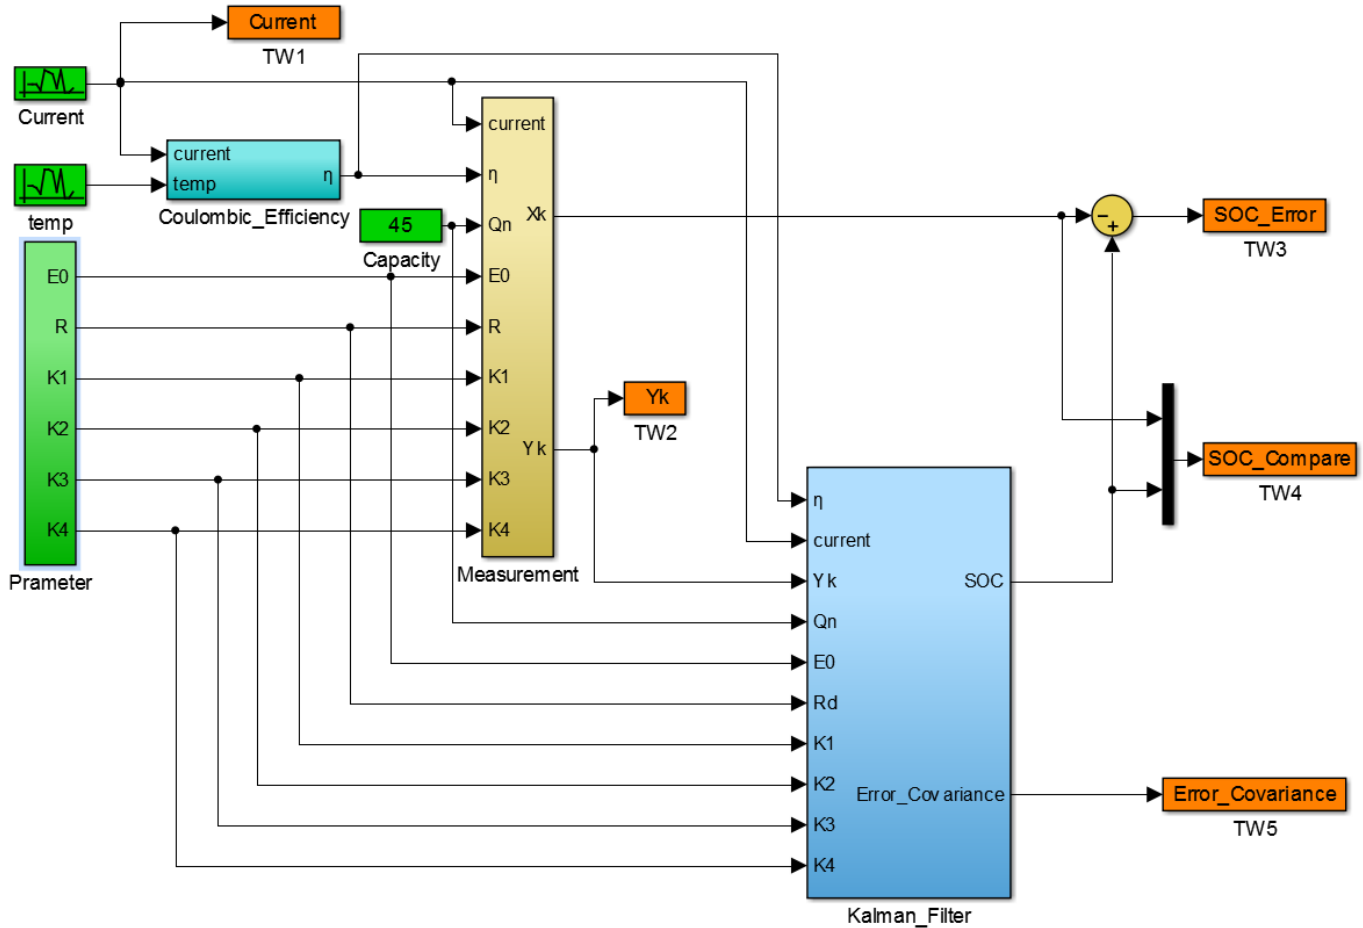 Current
TW1
Current
temp
current
temp
η
Coulombic_Efficiency
45
Capacity
E0
R
K1
K2
K3
K4
Prameter
current
η
Qn
E0
R
K1
K2
K3
K4
Xk
Yk
Measurement
Yk
TW2
η
current
Yk
Qn
E0
Rd
K1
K2
K3
K4
SOC
Error_Covariance
Kalman_Filter
−
+
SOC_Error
TW3
SOC_Compare
TW4
Error_Covariance
TW5